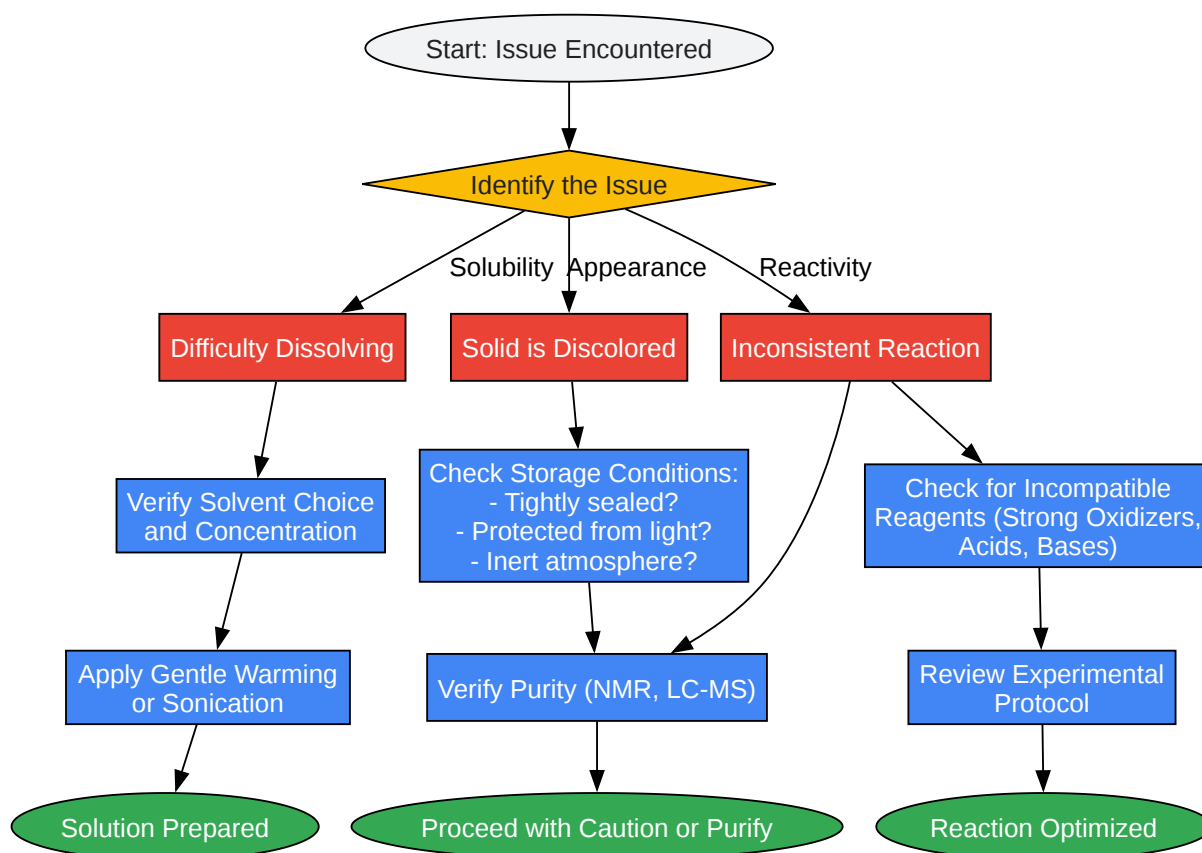 Start: Issue Encountered
Identify the Issue
Solubility
Appearance
Reactivity
Difficulty Dissolving
Solid is Discolored
Inconsistent Reaction
Check Storage Conditions:
- Tightly sealed?
- Protected from light?
- Inert atmosphere?
Verify Solvent Choice
and Concentration
Check for Incompatible
Reagents (Strong Oxidizers,
Acids, Bases)
Apply Gentle Warming
or Sonication
Verify Purity (NMR, LC-MS)
Review Experimental
Protocol
Solution Prepared
Proceed with Caution or Purify
Reaction Optimized